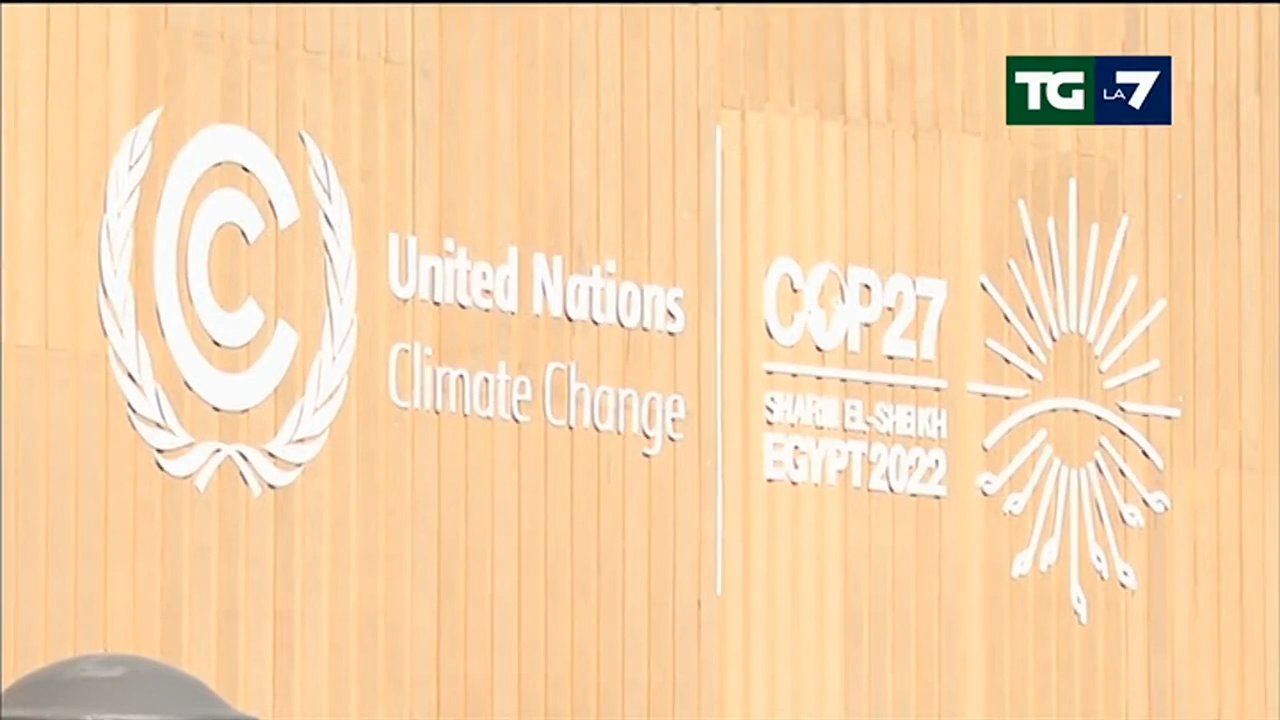 TG LA7
United Nations
Climate Change
COP27
SHARM EL-SHEIKH
EGYPT 2022